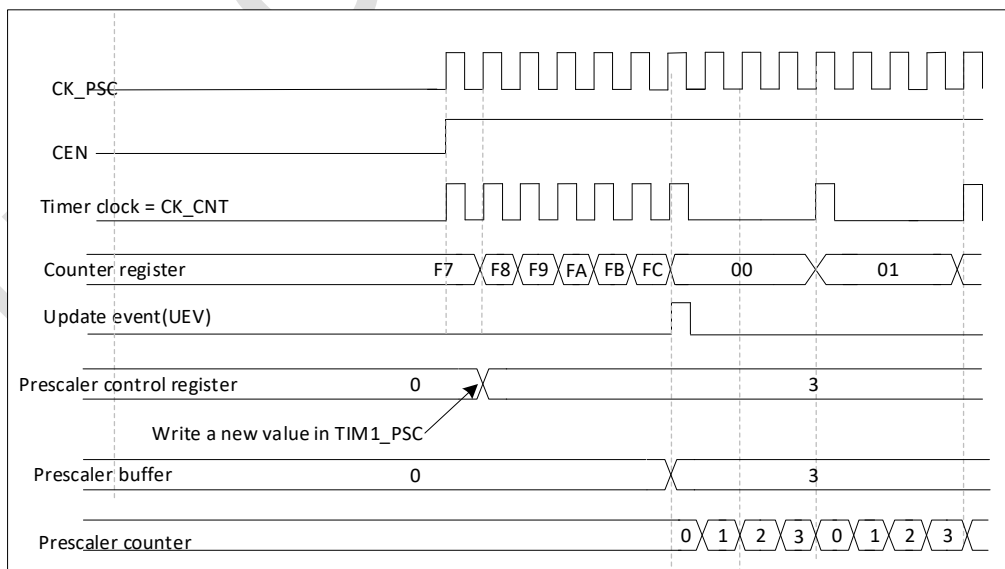 CK_PSC
CEN
Timer clock = CK_CNT
Counter register F7 F8 F9 FA FB FC 00 01
Update event(UEV)
Prescaler control register 0 3
Write a new value in TIM1_PSC
Prescaler buffer 0 3
Prescaler counter 0 1 2 3 0 1 2 3